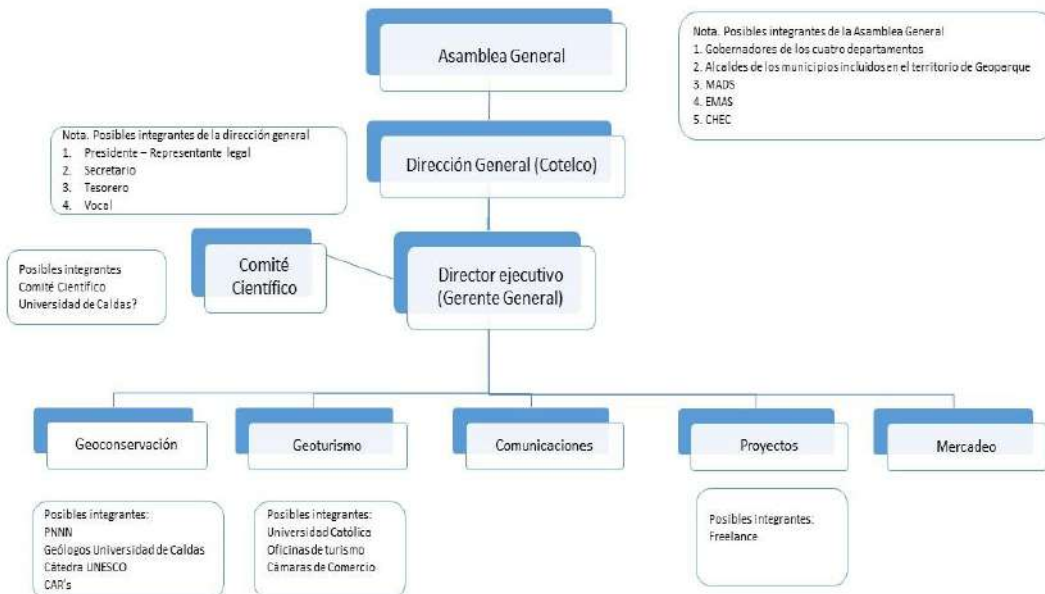 Asamblea General
Nota. Posibles integrantes de la Asamblea General
1. Gobernadores de los cuatro departamentos
2. Alcaldes de los municipios incluidos en el territorio de Geoparque
3. MADS
4. EMAS
5. CHEC
Nota. Posibles integrantes de la dirección general
1. Presidente – Representante legal
2. Secretario
3. Tesorero
4. Vocal
Dirección General (Cotelco)
Posibles integrantes
Comité Científico
Universidad de Caldas?
Comité
Científico
Director ejecutivo
(Gerente General)
Geoconservación
Geoturismo
Comunicaciones
Proyectos
Mercadeo
Posibles integrantes:
PNNN
Geólogos Universidad de Caldas
Cátedra UNESCO
CAR's
Posibles integrantes:
Universidad Católica
Oficinas de turismo
Cámaras de Comercio
Posibles integrantes:
Freelance